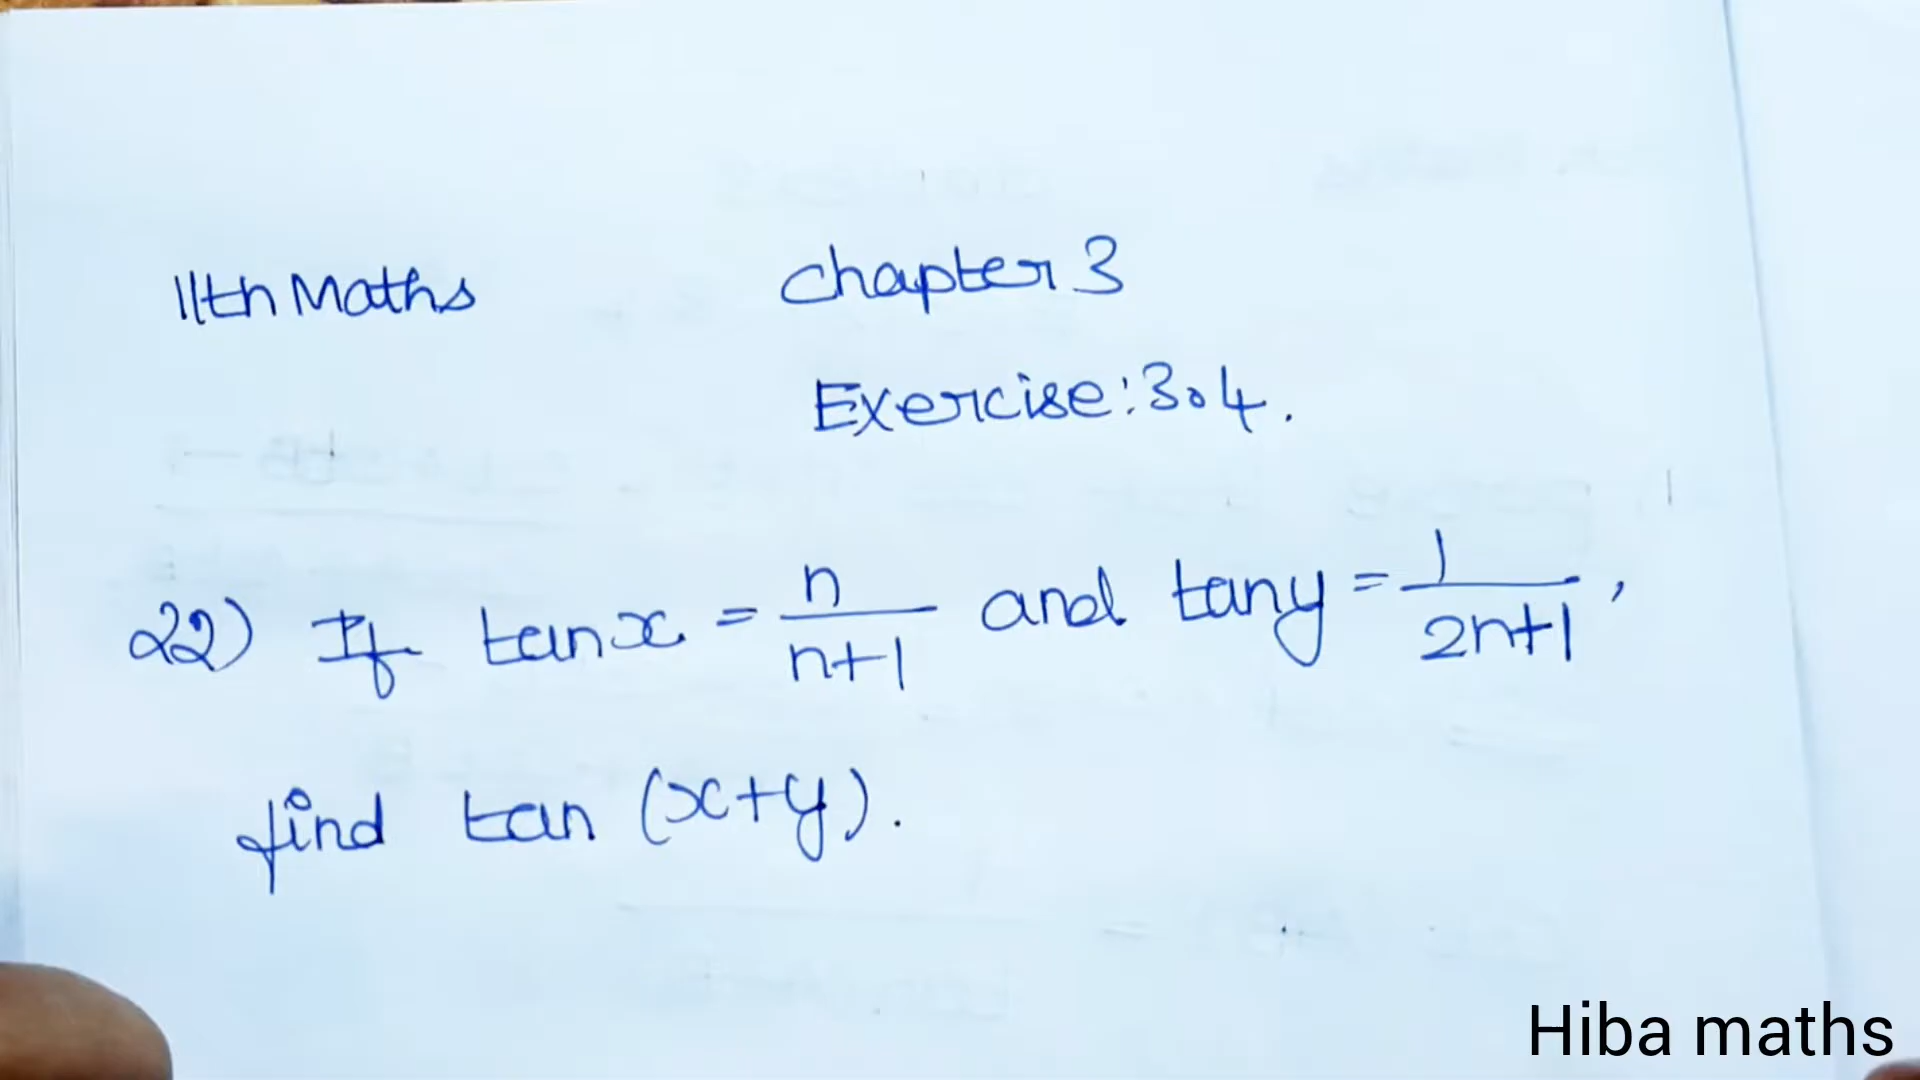 11th Maths Chapter 3
Exercise: 3.4.
22) If tan x = n/(n+1) and tan y = 1/(2n+1),
find tan (x+y).
Hiba maths